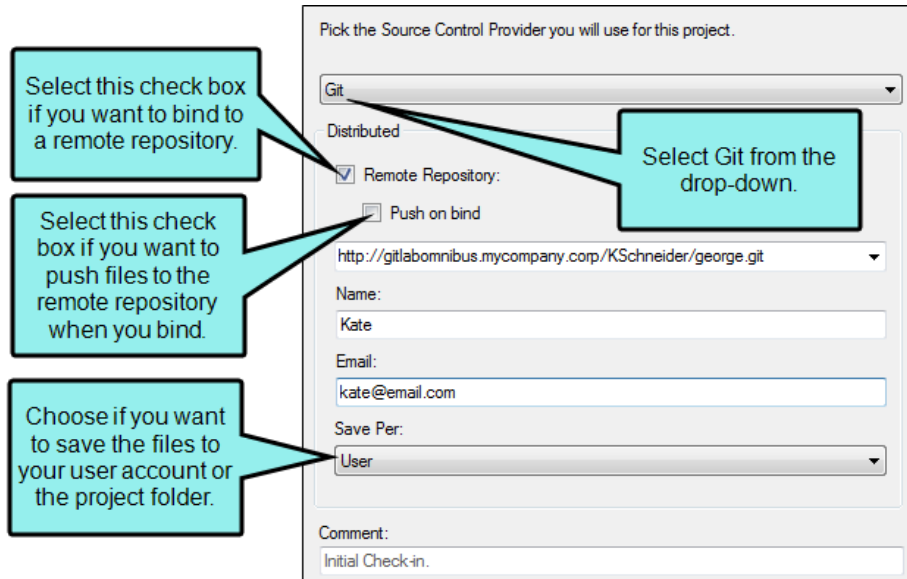 Pick the Source Control Provider you will use for this project.
Select this check box
if you want to bind to
a remote repository.
Git
Select Git from the
drop-down.
Distributed
Remote Repository:
Push on bind
Select this check
box if you want to
push files to the
remote repository
when you bind.
http://gitlabomnibus.mycompany.corp/KSchneider/george.git
Name:
Kate
Email:
kate@email.com
Choose if you want
to save the files to
your user account or
the project folder.
Save Per:
User
Comment:
Initial Check-in.